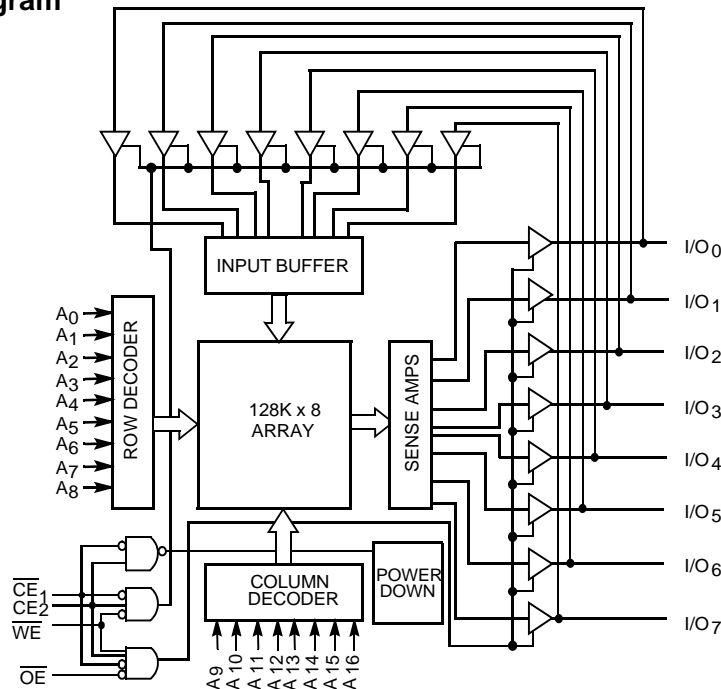 gram
INPUT BUFFER
A0
A1
A2
A3
A4
A5
A6
A7
A8
ROW DECODER
128K x 8
ARRAY
SENSE AMPS
I/O0
I/O1
I/O2
I/O3
I/O4
I/O5
I/O6
I/O7
COLUMN
DECODER
POWER
DOWN
CE1
CE2
WE
OE
A9
A10
A11
A12
A13
A14
A15
A16